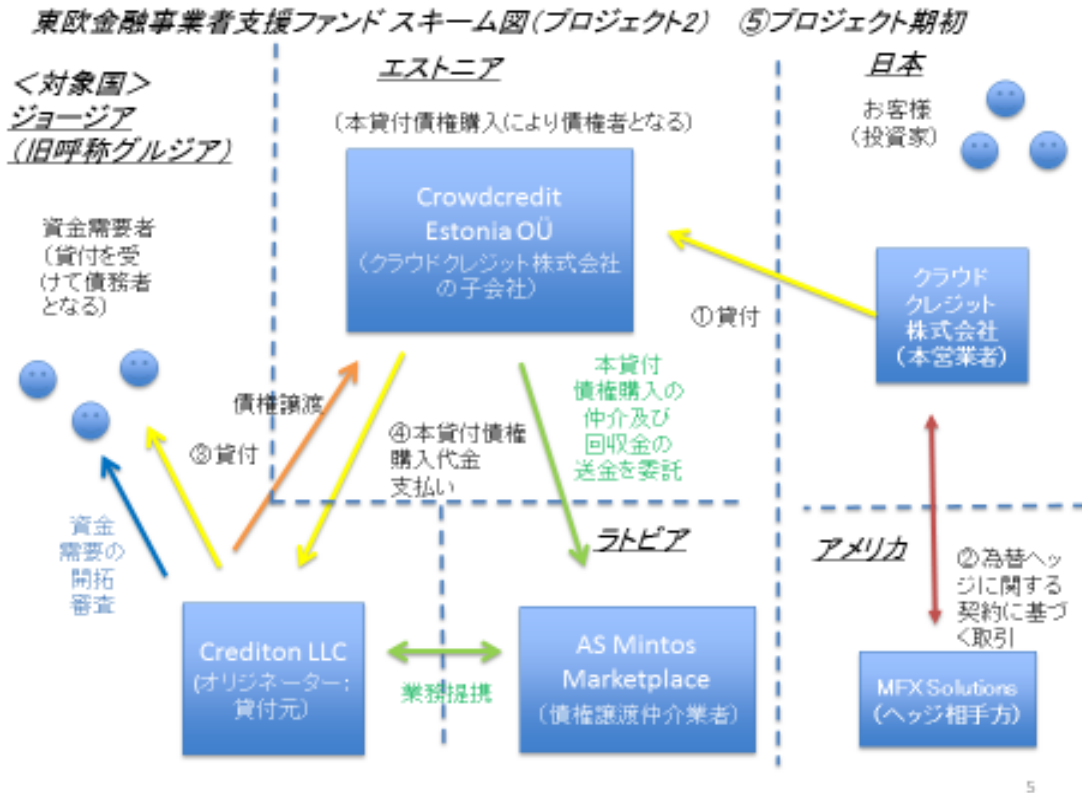 東欧金融事業者支援ファンド スキーム図(プロジェクト2) ⑤プロジェクト期初
＜対象国＞
ジョージア
(旧呼称グルジア)
資金需要者
(貸付を受
けて債務者
となる)
エストニア
(本貸付債権購入により債権者となる)
Crowdcredit
Estonia OÜ
(クラウドクレジット株式会社
の子会社)
日本
お客様
(投資家)
クラウド
クレジット
株式会社
(本営業者)
①貸付
債権譲渡
③貸付
④本貸付債権
購入代金
支払い
本貸付
債権購入の
仲介及び
回収金の
送金を委託
資金
需要の
開拓
審査
ラトビア
アメリカ
②為替ヘッ
ジに関する
契約に基づ
く取引
Crediton LLC
(オリジネーター;
貸付元)
業務提携
AS Mintos
Marketplace
(債権譲渡仲介業者)
MFX Solutions
(ヘッジ相手方)
5